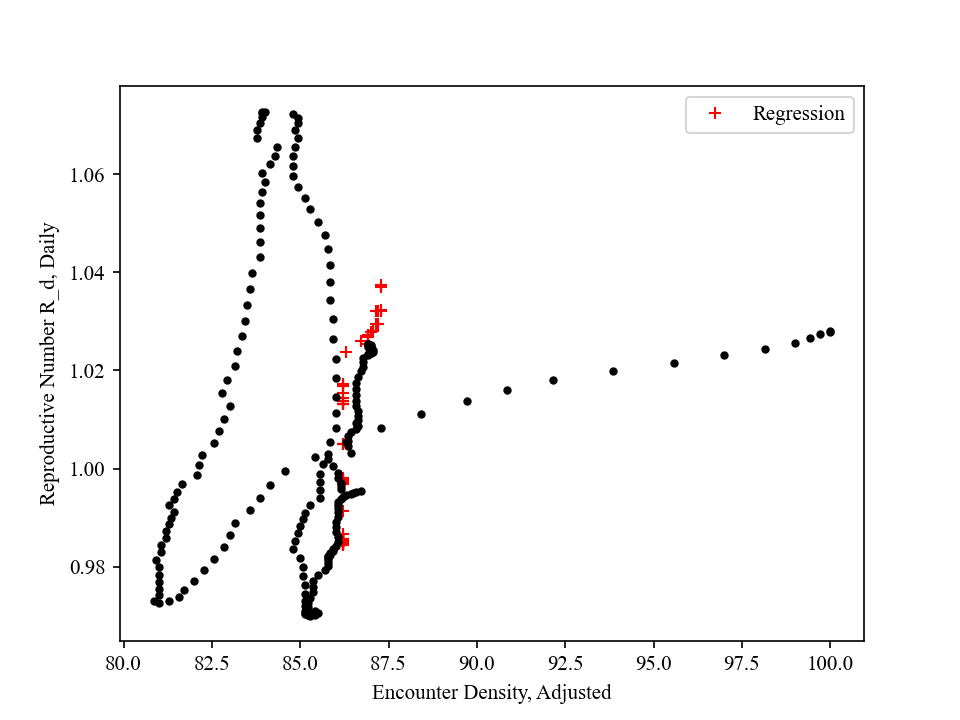 Regression
1.06
1.04
1.02
1.00
0.98
Reproductive Number R_d, Daily
80.0 82.5 85.0 87.5 90.0 92.5 95.0 97.5 100.0
Encounter Density, Adjusted